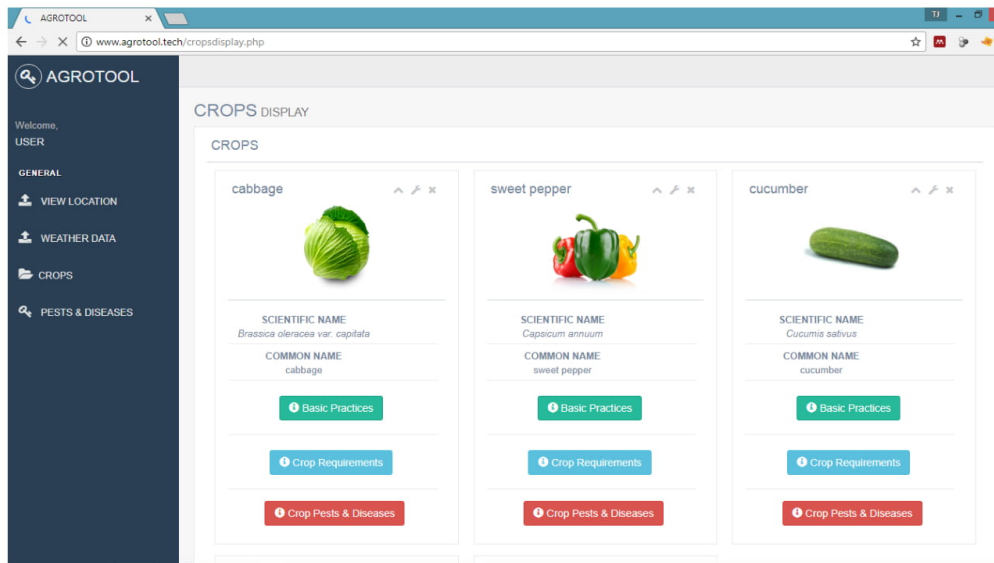 AGROTOOL
TJ
www.agrotool.tech/cropsdisplay.php
AGROTOOL
Welcome,
USER
GENERAL
VIEW LOCATION
WEATHER DATA
CROPS
PESTS & DISEASES
CROPS DISPLAY
CROPS
cabbage
SCIENTIFIC NAME
Brassica oleracea var. capitata
COMMON NAME
cabbage
Basic Practices
Crop Requirements
Crop Pests & Diseases
sweet pepper
SCIENTIFIC NAME
Capsicum annuum
COMMON NAME
sweet pepper
Basic Practices
Crop Requirements
Crop Pests & Diseases
cucumber
SCIENTIFIC NAME
Cucumis sativus
COMMON NAME
cucumber
Basic Practices
Crop Requirements
Crop Pests & Diseases